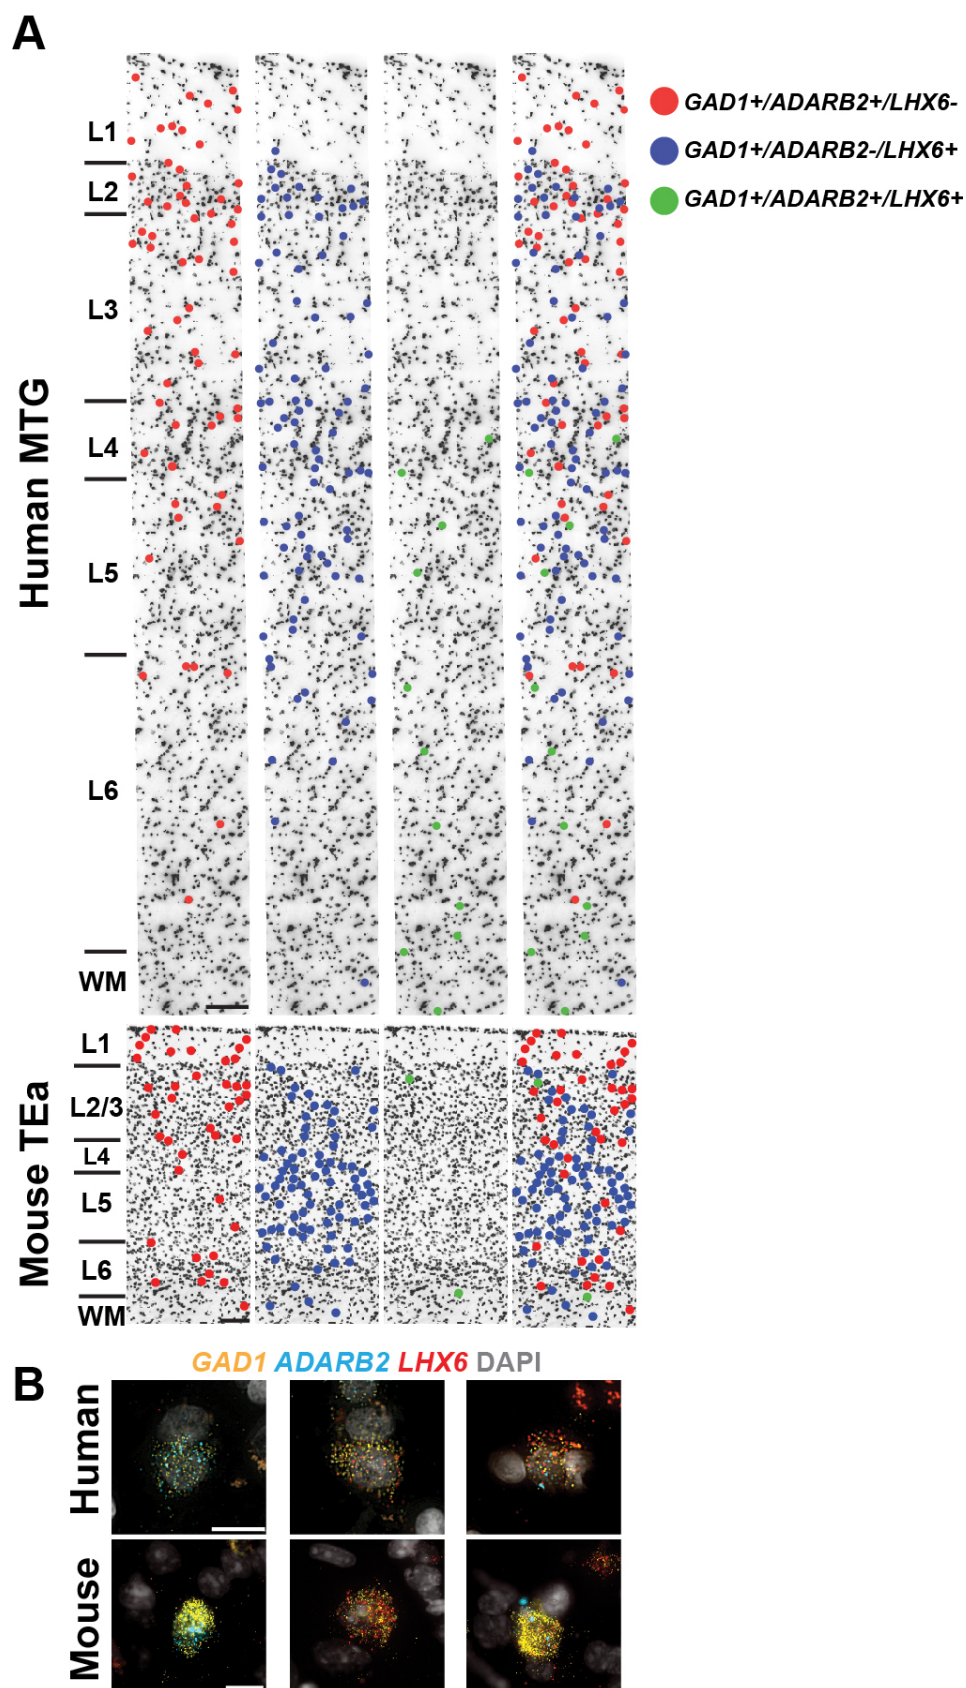 A
GAD1+/ADARB2+/LHX6-
GAD1+/ADARB2-/LHX6+
GAD1+/ADARB2+/LHX6+
Human MTG
L1
L2
L3
L4
L5
L6
WM
Mouse TEa
L1
L2/3
L4
L5
L6
WM
B
GAD1 ADARB2 LHX6 DAPI
Human
Mouse